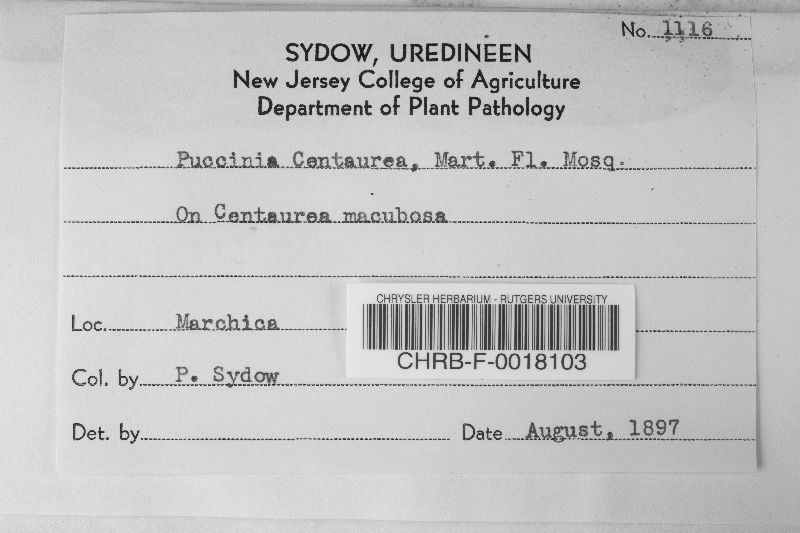 No. 1116
SYDOW, UREDINEEN
New Jersey College of Agriculture
Department of Plant Pathology
Puccinia Centaurea, Mart. Fl. Mosq.
On Centaurea macubosa
Loc. Marchica
CHRYSLER HERBARIUM - RUTGERS UNIVERSITY
CHRB-F-0018103
Col. by P. Sydow
Det. by
Date August, 1897